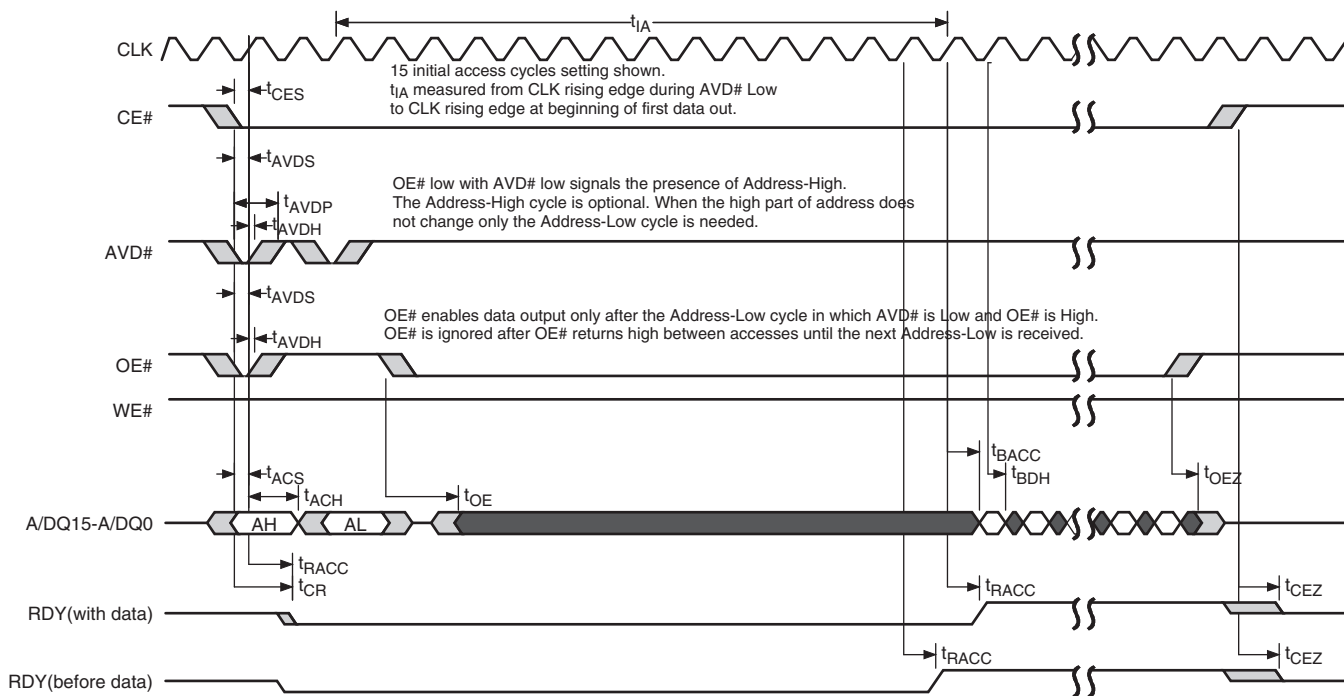 tIA
CLK
15 initial access cycles setting shown.
tIA measured from CLK rising edge during AVD# Low
to CLK rising edge at beginning of first data out.
tCES
CE#
tAVDS
OE# low with AVD# low signals the presence of Address-High.
The Address-High cycle is optional. When the high part of address does
not change only the Address-Low cycle is needed.
tAVDP
tAVDH
AVD#
tAVDS
OE# enables data output only after the Address-Low cycle in which AVD# is Low and OE# is High.
OE# is ignored after OE# returns high between accesses until the next Address-Low is received.
tAVDH
OE#
WE#
tBACC
tACS
tBDH
tOEZ
tACH
tOE
A/DQ15-A/DQ0
AH
AL
tRACC
tCR
tRACC
tCEZ
RDY(with data)
tRACC
tCEZ
RDY(before data)